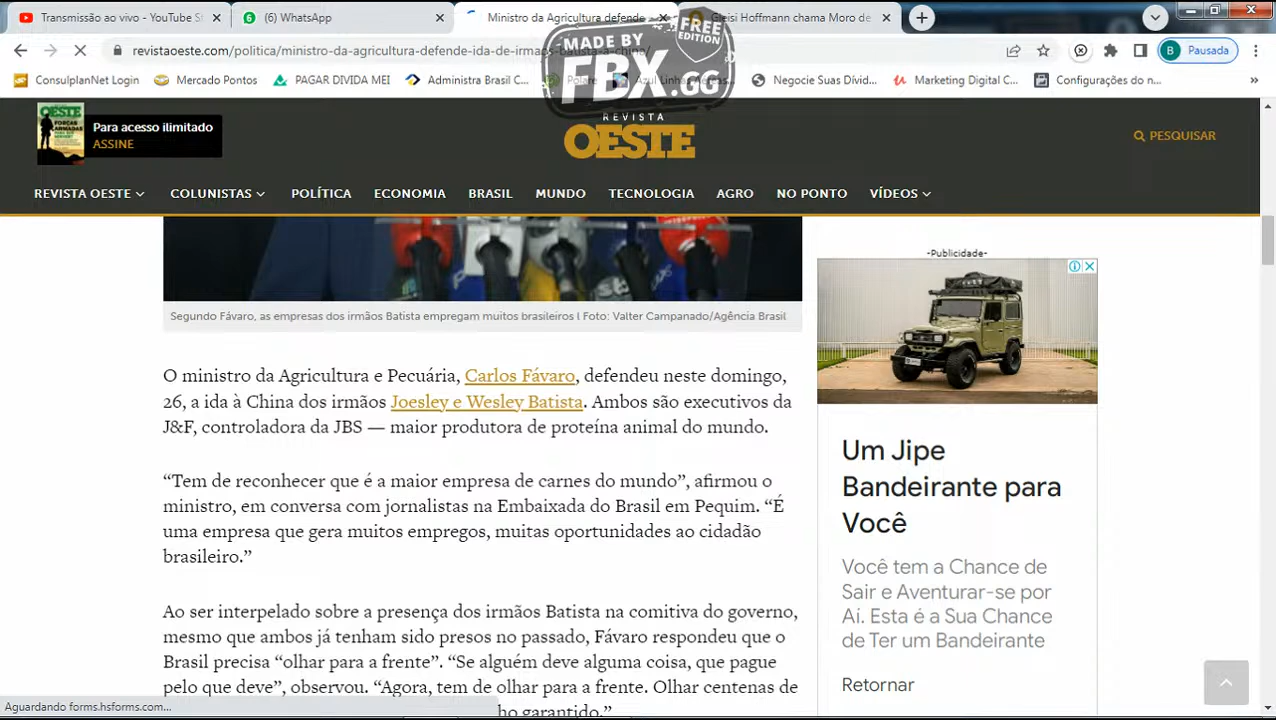 Transmissão ao vivo - YouTube S
(6) WhatsApp
Ministro da Agricultura defende
Gleisi Hoffmann chama Moro de
revistaoeste.com/politica/ministro-da-agricultura-defende-ida-de-irmaos-batista-a-china/
Pausada
MADE BY
FBX.GG
FREE
EDITION
ConsulplanNet Login
Mercado Pontos
PAGAR DIVIDA MEI
Administra Brasil C...
Azul Linhas Aéreas...
Negocie Suas Dívid...
Marketing Digital C...
Configurações do n...
OESTE
Para acesso ilimitado
ASSINE
REVISTA
OESTE
PESQUISAR
REVISTA OESTE
COLUNISTAS
POLÍTICA
ECONOMIA
BRASIL
MUNDO
TECNOLOGIA
AGRO
NO PONTO
VÍDEOS
Segundo Fávaro, as empresas dos irmãos Batista empregam muitos brasileiros l Foto: Valter Campanado/Agência Brasil
O ministro da Agricultura e Pecuária, Carlos Fávaro, defendeu neste domingo,
26, a ida à China dos irmãos Joesley e Wesley Batista. Ambos são executivos da
J&F, controladora da JBS — maior produtora de proteína animal do mundo.
“Tem de reconhecer que é a maior empresa de carnes do mundo”, afirmou o
ministro, em conversa com jornalistas na Embaixada do Brasil em Pequim. “É
uma empresa que gera muitos empregos, muitas oportunidades ao cidadão
brasileiro.”
Ao ser interpelado sobre a presença dos irmãos Batista na comitiva do governo,
mesmo que ambos já tenham sido presos no passado, Fávaro respondeu que o
Brasil precisa “olhar para a frente”. “Se alguém deve alguma coisa, que pague
pelo que deve”, observou. “Agora, tem de olhar para a frente. Olhar centenas de
garantido.”
-Publicidade-
Um Jipe
Bandeirante para
Você
Você tem a Chance de
Sair e Aventurar-se por
Aí. Esta é a Sua Chance
de Ter um Bandeirante
Retornar
Aguardando forms.hsforms.com...